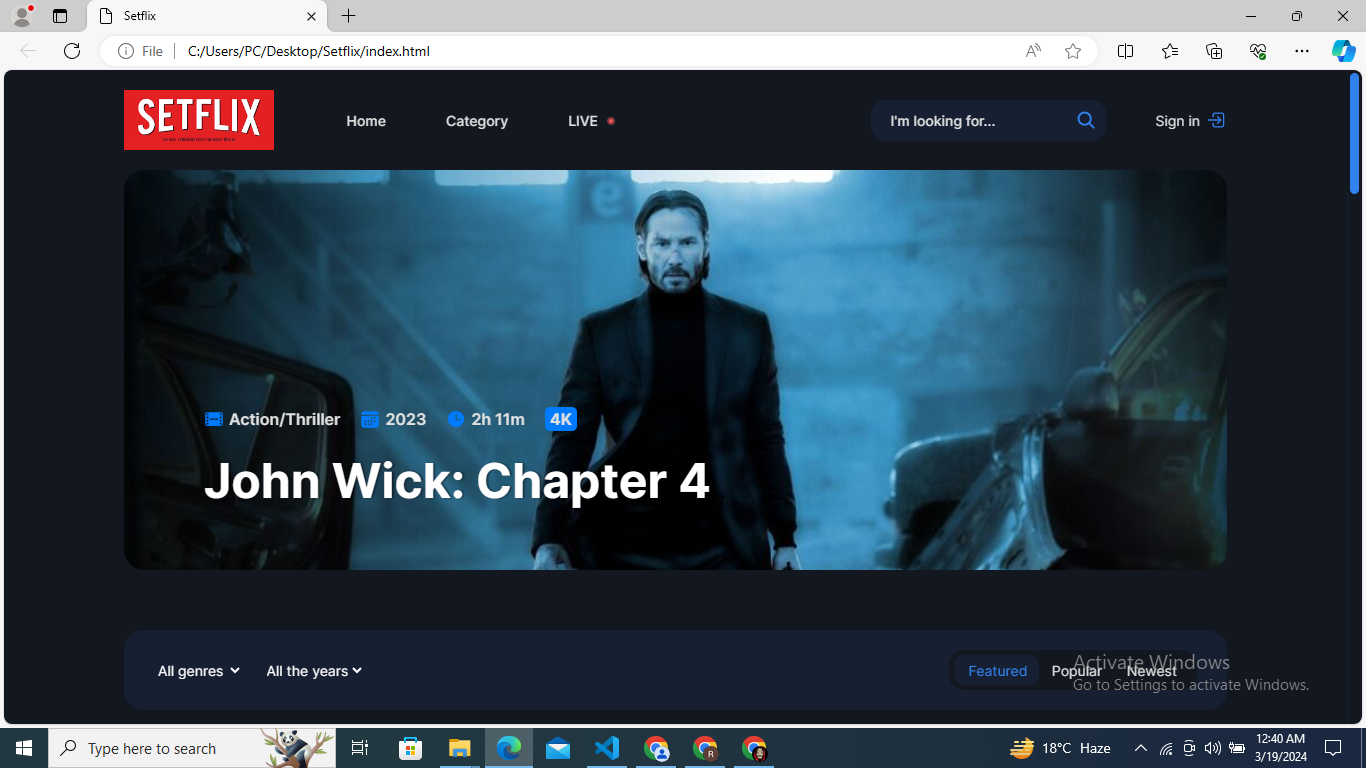 Setflix
File
C:/Users/PC/Desktop/Setflix/index.html
SETFLIX
Home
Category
LIVE
I'm looking for...
Sign in
e
Action/Thriller
2023
2h 11m
4K
John Wick: Chapter 4
All genres
All the years
Featured
Popular
Newest
Activate Windows
Go to Settings to activate Windows.
Type here to search
R
18°C Haze
12:40 AM
3/19/2024